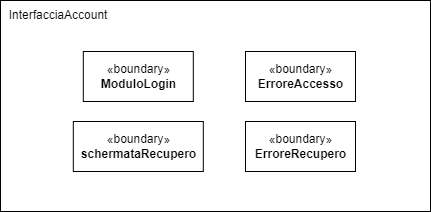 InterfacciaAccount
«boundary»
ModuloLogin
«boundary»
ErroreAccesso
«boundary»
schermataRecupero
«boundary»
ErroreRecupero